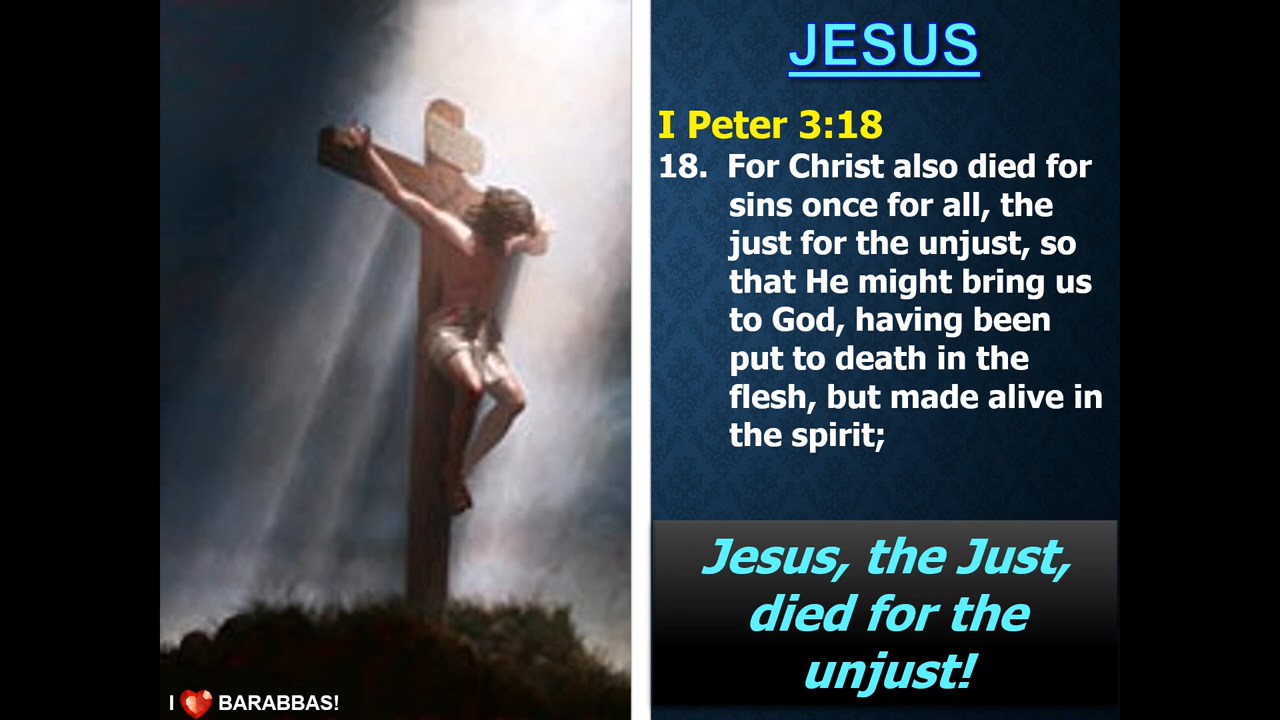 JESUS
I Peter 3:18
18. For Christ also died for
sins once for all, the
just for the unjust, so
that He might bring us
to God, having been
put to death in the
flesh, but made alive in
the spirit;
Jesus, the Just,
died for the
unjust!
I ❤ BARABBAS!